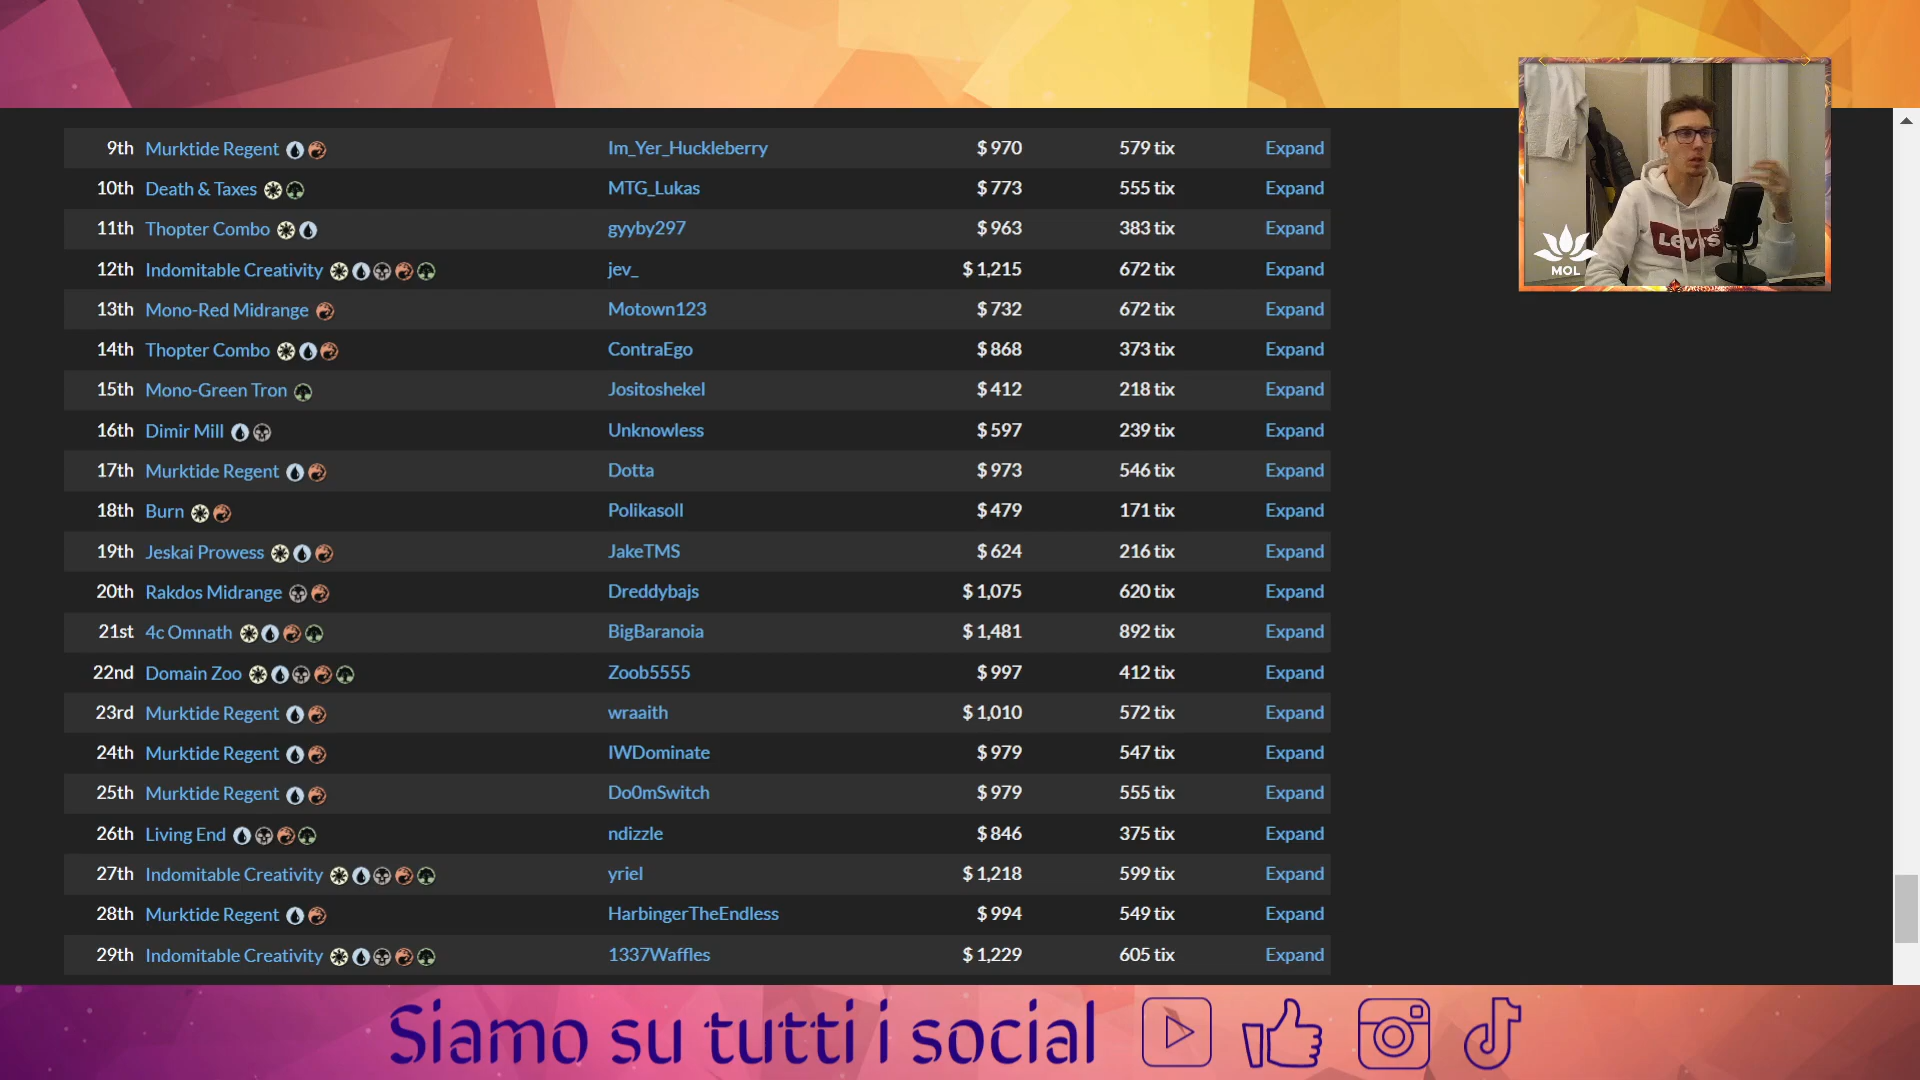 9th Murktide Regent Im_Yer_Huckleberry $ 970 579 tix Expand
10th Death & Taxes MTG_Lukas $ 773 555 tix Expand
11th Thopter Combo gyyby297 $ 963 383 tix Expand
12th Indomitable Creativity jev_ $ 1,215 672 tix Expand
13th Mono-Red Midrange Motown123 $ 732 672 tix Expand
14th Thopter Combo ContraEgo $ 868 373 tix Expand
15th Mono-Green Tron Jositoshekel $ 412 218 tix Expand
16th Dimir Mill Unknowless $ 597 239 tix Expand
17th Murktide Regent Dotta $ 973 546 tix Expand
18th Burn Polikasoll $ 479 171 tix Expand
19th Jeskai Prowess JakeTMS $ 624 216 tix Expand
20th Rakdos Midrange Dreddybajs $ 1,075 620 tix Expand
21st 4c Omnath BigBaranoia $ 1,481 892 tix Expand
22nd Domain Zoo Zoob5555 $ 997 412 tix Expand
23rd Murktide Regent wraaith $ 1,010 572 tix Expand
24th Murktide Regent IWDominate $ 979 547 tix Expand
25th Murktide Regent Do0mSwitch $ 979 555 tix Expand
26th Living End ndizzle $ 846 375 tix Expand
27th Indomitable Creativity yriel $ 1,218 599 tix Expand
28th Murktide Regent HarbingerTheEndless $ 994 549 tix Expand
29th Indomitable Creativity 1337Waffles $ 1,229 605 tix Expand
LEVI'S
MOL
Siamo su tutti i social